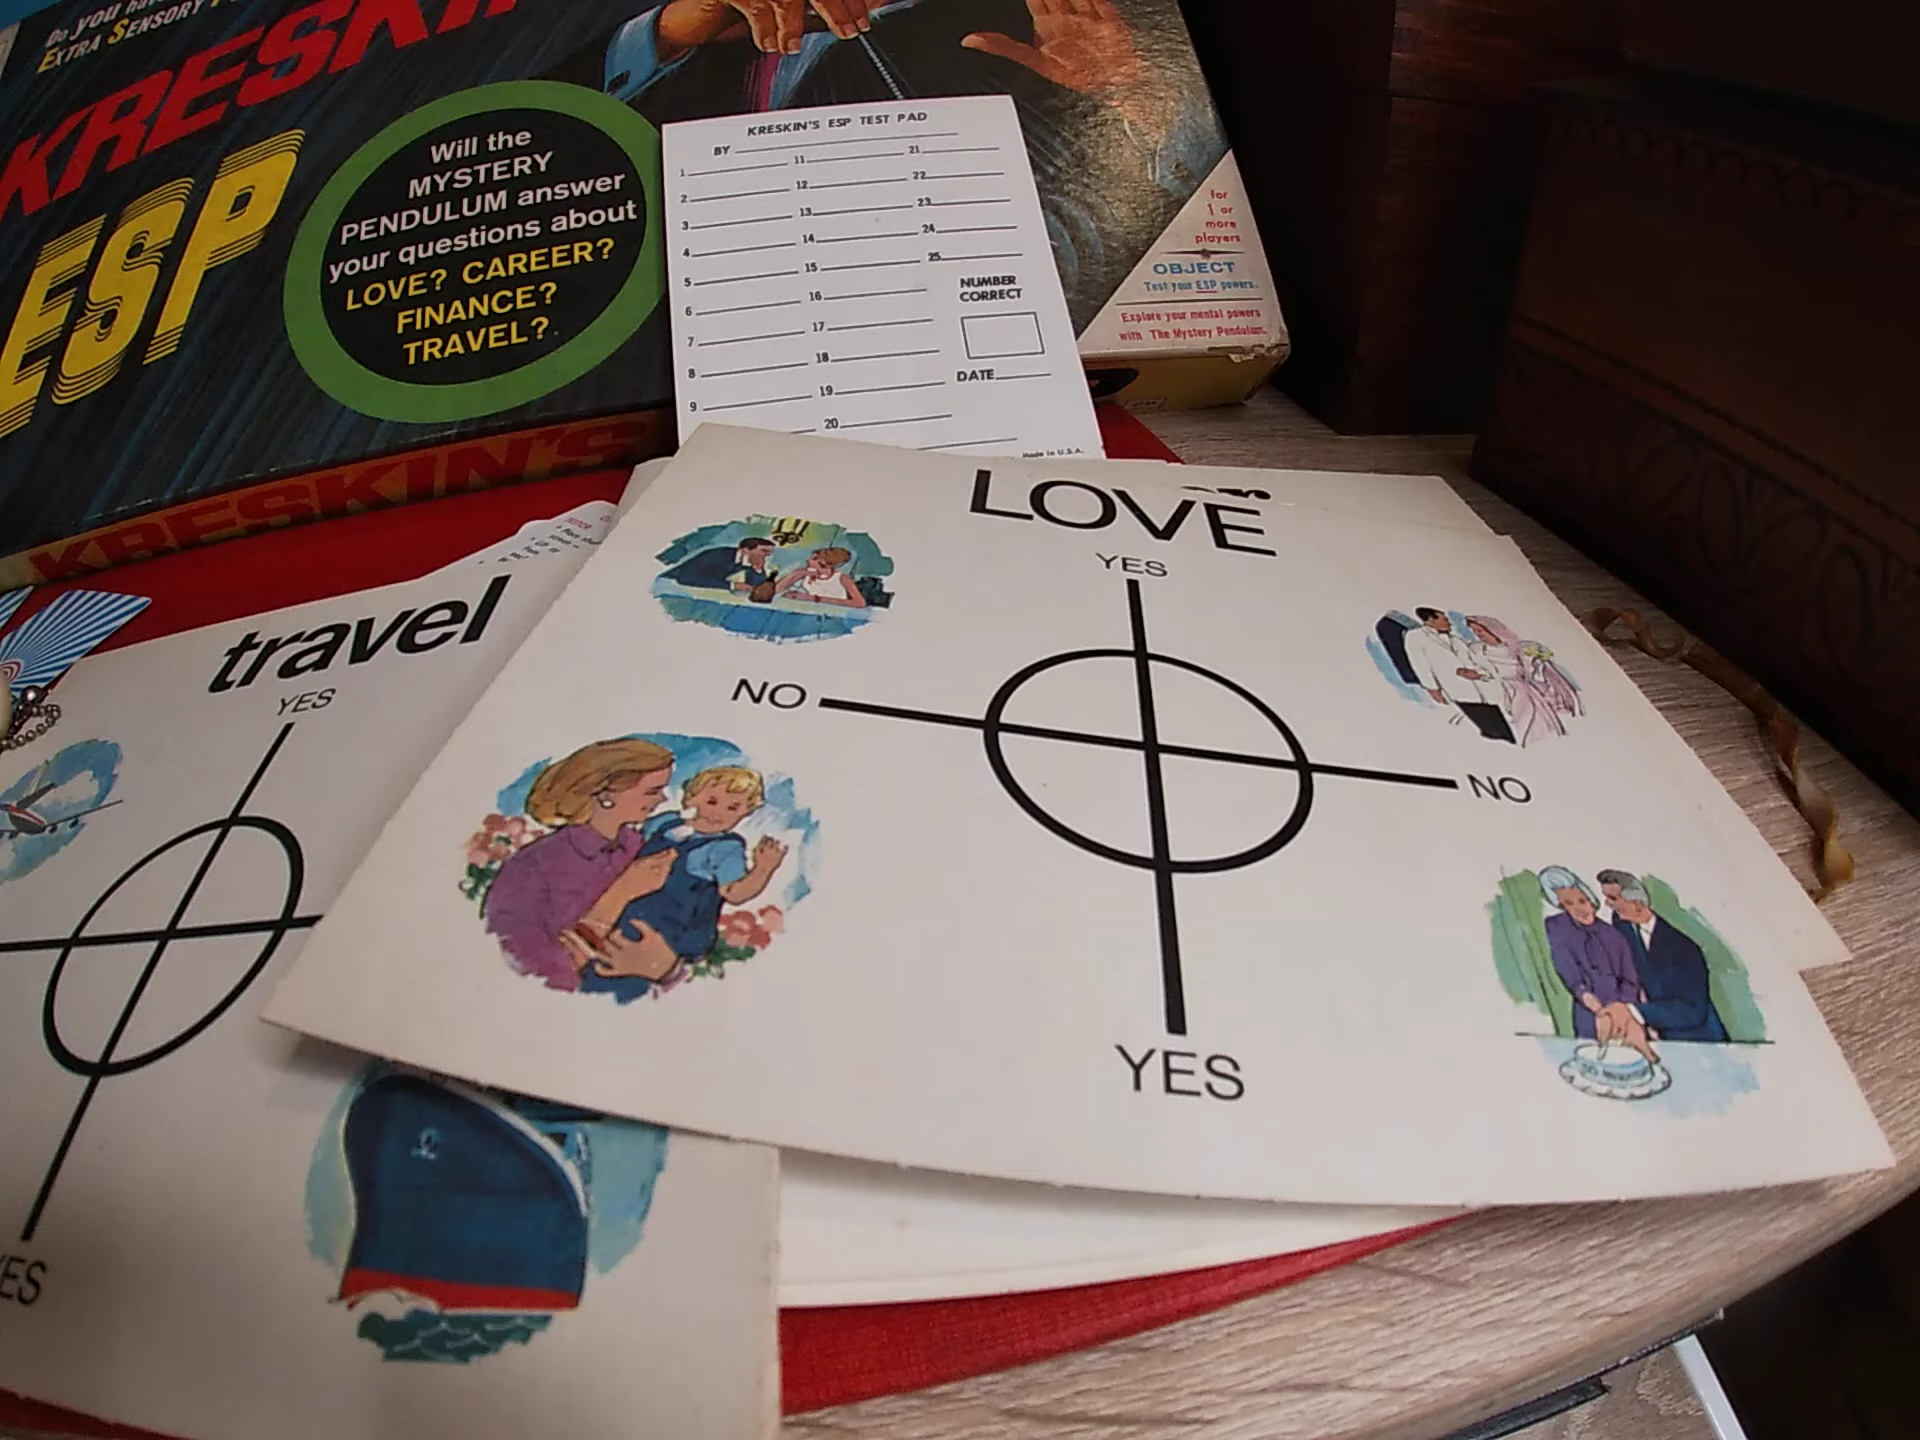 Do you have
EXTRA SENSORY
KRESKIN
ESP
Will the
MYSTERY
PENDULUM answer
your questions about
LOVE? CAREER?
FINANCE?
TRAVEL?
KRESKIN'S
KRESKIN'S ESP TEST PAD
BY
1 11 21
2 12 22
3 13 23
4 14 24
5 15 25
6 16
7 17
8 18
9 19
20
NUMBER
CORRECT
DATE
Made in U.S.A.
for
1 or
more
players
OBJECT
Test your ESP powers.
Explore your mental powers
with The Mystery Pendulum.
LOVE
YES
NO
NO
YES
travel
YES
YES